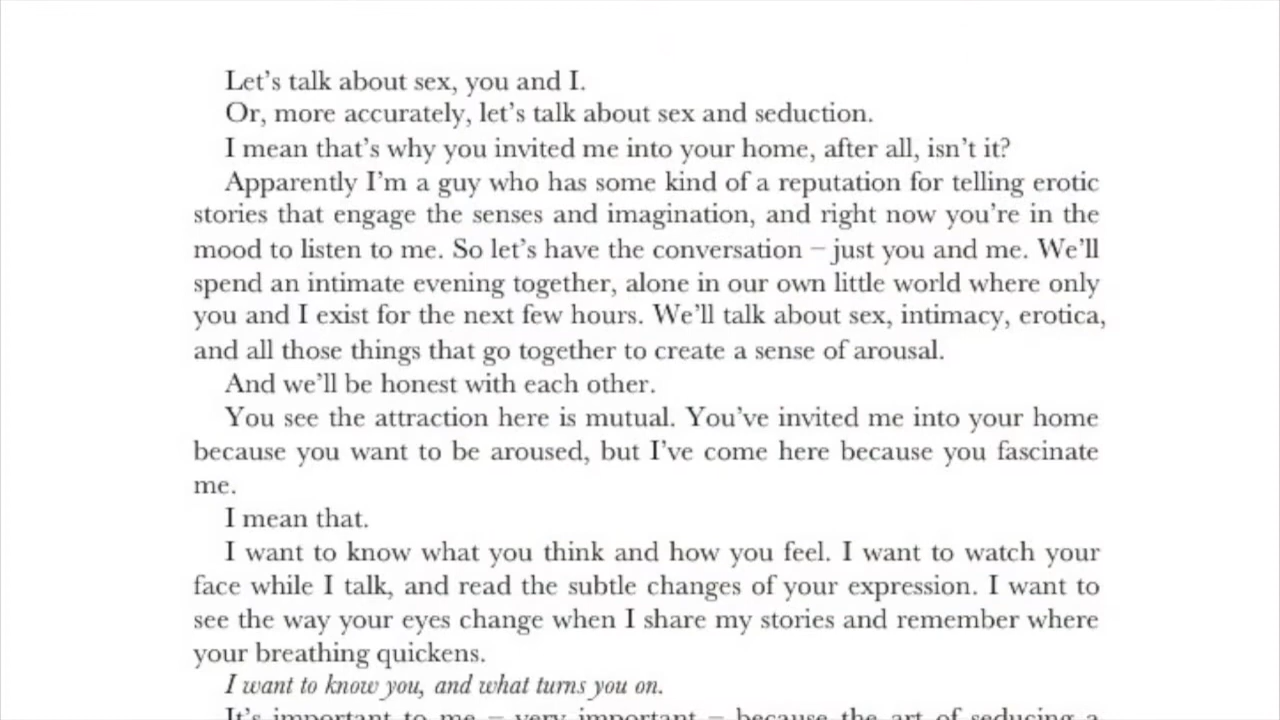 Let's talk about sex, you and I.
Or, more accurately, let's talk about sex and seduction.
I mean that's why you invited me into your home, after all, isn't it?
Apparently I'm a guy who has some kind of a reputation for telling erotic
stories that engage the senses and imagination, and right now you're in the
mood to listen to me. So let's have the conversation – just you and me. We'll
spend an intimate evening together, alone in our own little world where only
you and I exist for the next few hours. We'll talk about sex, intimacy, erotica,
and all those things that go together to create a sense of arousal.
And we'll be honest with each other.
You see the attraction here is mutual. You've invited me into your home
because you want to be aroused, but I've come here because you fascinate
me.
I mean that.
I want to know what you think and how you feel. I want to watch your
face while I talk, and read the subtle changes of your expression. I want to
see the way your eyes change when I share my stories and remember where
your breathing quickens.
I want to know you, and what turns you on.
It's important to me – very important – because the art of seducing a